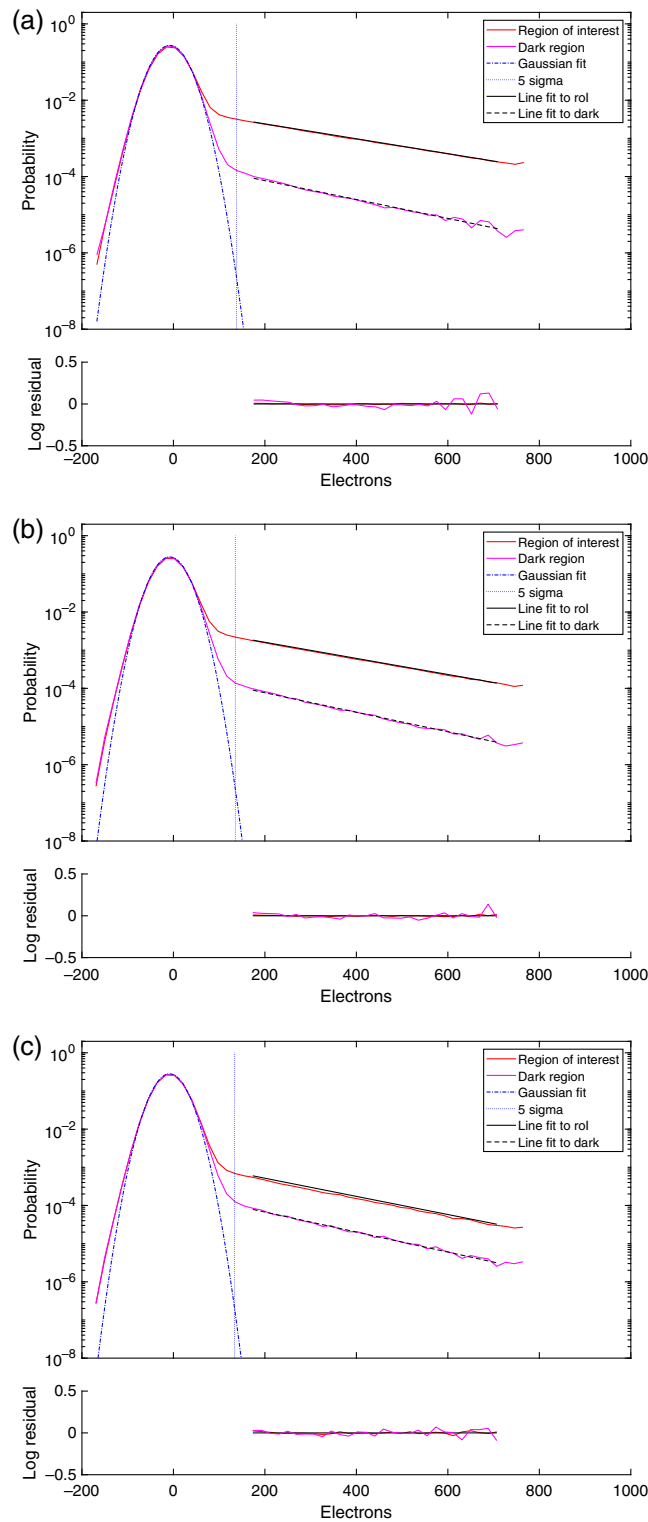 (a)
10^0
10^-2
10^-4
10^-6
10^-8
Probability
Region of interest
Dark region
Gaussian fit
5 sigma
Line fit to roI
Line fit to dark
0.5
0
−0.5
Log residual
−200 0 200 400 600 800 1000
Electrons
(b)
10^0
10^-2
10^-4
10^-6
10^-8
Probability
Region of interest
Dark region
Gaussian fit
5 sigma
Line fit to roI
Line fit to dark
0.5
0
−0.5
Log residual
−200 0 200 400 600 800 1000
Electrons
(c)
10^0
10^-2
10^-4
10^-6
10^-8
Probability
Region of interest
Dark region
Gaussian fit
5 sigma
Line fit to roI
Line fit to dark
0.5
0
−0.5
Log residual
−200 0 200 400 600 800 1000
Electrons